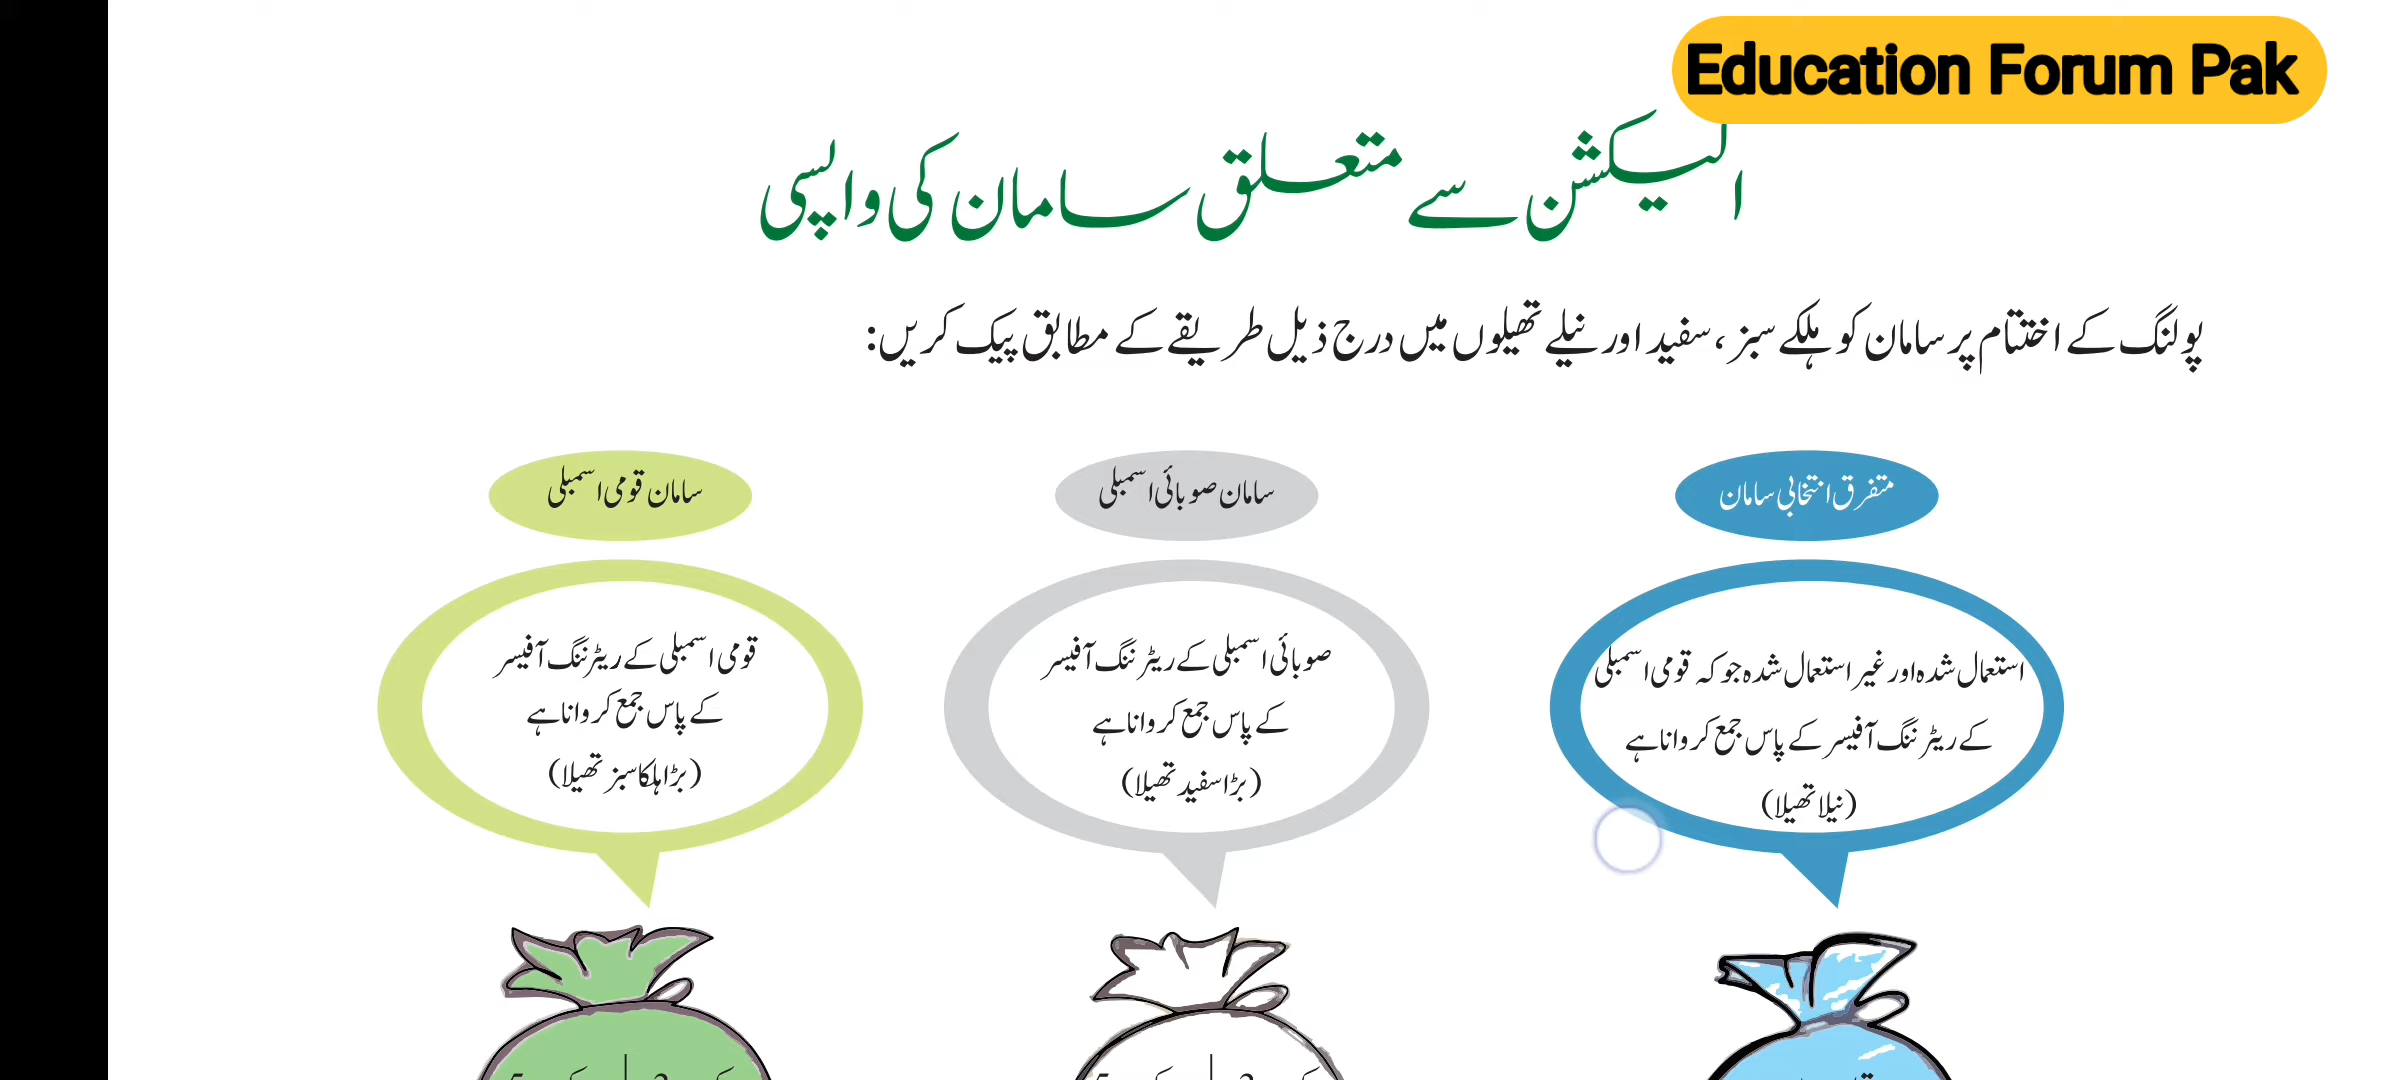 Education Forum Pak
الیکشن سے متعلق سامان کی واپسی
پولنگ کے اختتام پر سامان کو ہلکے سبز، سفید اور نیلے تھیلوں میں درج ذیل طریقے کے مطابق پیک کریں:
متفرق انتخابی سامان
استعمال شدہ اور غیر استعمال شدہ جو کہ قومی اسمبلی
کے ریٹرننگ آفیسر کے پاس جمع کروانا ہے
(نیلا تھیلا)
سامان صوبائی اسمبلی
صوبائی اسمبلی کے ریٹرننگ آفیسر
کے پاس جمع کروانا ہے
(بڑا سفید تھیلا)
سامان قومی اسمبلی
قومی اسمبلی کے ریٹرننگ آفیسر
کے پاس جمع کروانا ہے
(بڑا ہلکا سبز تھیلا)